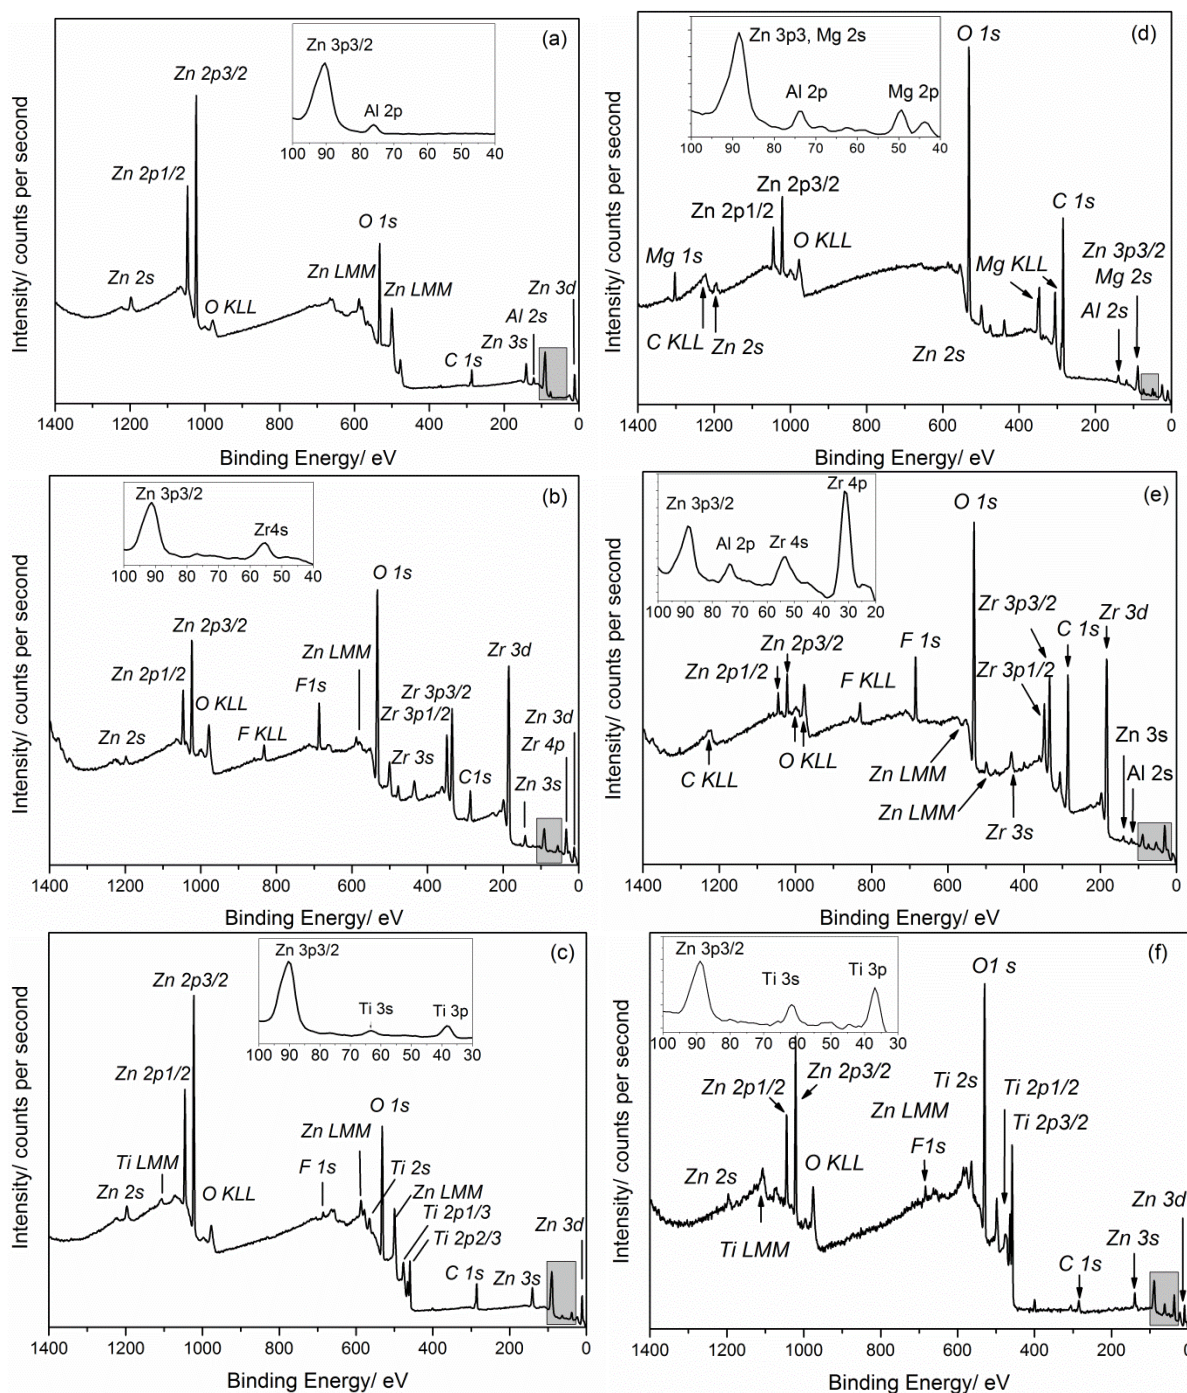 (a)
Zn 3p3/2
Al 2p
100 90 80 70 60 50 40
Zn 2p3/2
Zn 2p1/2
Zn 2s
O KLL
Zn LMM
O 1s
Zn LMM
C 1s
Zn 3s
Al 2s
Zn 3d
Intensity/ counts per second
1400 1200 1000 800 600 400 200 0
Binding Energy/ eV
(d)
Zn 3p3, Mg 2s
Al 2p
Mg 2p
100 90 80 70 60 50 40
O 1s
Zn 2p3/2
Zn 2p1/2
O KLL
Mg 1s
C KLL
Zn 2s
C 1s
Mg KLL
Zn 3p3/2
Mg 2s
Al 2s
Zn 2s
Intensity/ counts per second
1400 1200 1000 800 600 400 200 0
Binding Energy/ eV
(b)
Zn 3p3/2
Zr4s
100 90 80 70 60 50 40
O 1s
Zn 2p3/2
Zn 2p1/2
O KLL
Zn 2s
F KLL
F1s
Zn LMM
Zr 3p3/2
Zr 3p1/2
Zr 3s
C1s
Zr 3d
Zn 3d
Zr 4p
Zn 3s
Intensity/ counts per second
1400 1200 1000 800 600 400 200 0
Binding Energy/ eV
(e)
Zr 4p
Zn 3p3/2
Al 2p
Zr 4s
100 90 80 70 60 50 40 30 20
O 1s
Zn 2p3/2
Zn 2p1/2
F 1s
F KLL
O KLL
C KLL
Zn LMM
Zn LMM
Zr 3s
Zr 3p3/2
Zr 3p1/2
C 1s
Zr 3d
Zn 3s
Al 2s
Intensity/ counts per second
1400 1200 1000 800 600 400 200 0
Binding Energy/ eV
(c)
Zn 3p3/2
Ti 3s
Ti 3p
100 90 80 70 60 50 40 30
Zn 2p3/2
Zn 2p1/2
Ti LMM
Zn 2s
O KLL
F 1s
Zn LMM
O 1s
Ti 2s
Zn LMM
Ti 2p1/3
Ti 2p2/3
C 1s
Zn 3s
Zn 3d
Intensity/ counts per second
1400 1200 1000 800 600 400 200 0
Binding Energy/ eV
(f)
Zn 3p3/2
Ti 3s
Ti 3p
100 90 80 70 60 50 40 30
O1 s
Zn 2p3/2
Zn 2p1/2
Ti 2s
Ti 2p1/2
Ti 2p3/2
Zn LMM
F1s
O KLL
Zn 2s
Ti LMM
C 1s
Zn 3s
Zn 3d
Intensity/ counts per second
1400 1200 1000 800 600 400 200 0
Binding Energy/ eV